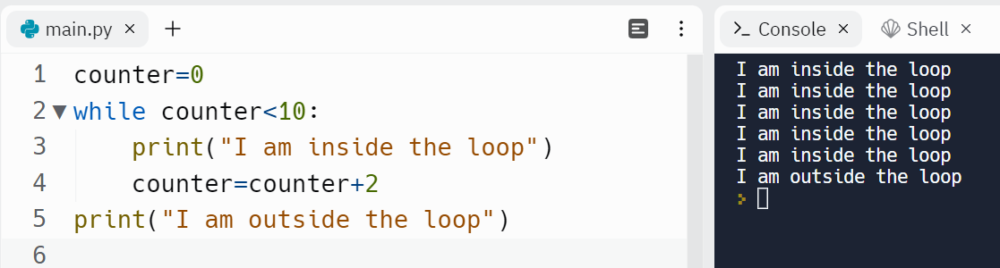 main.py × +
1 counter=0
2 while counter<10:
3     print("I am inside the loop")
4     counter=counter+2
5 print("I am outside the loop")
6
>_ Console × Shell ×
I am inside the loop
I am inside the loop
I am inside the loop
I am inside the loop
I am inside the loop
I am outside the loop
>